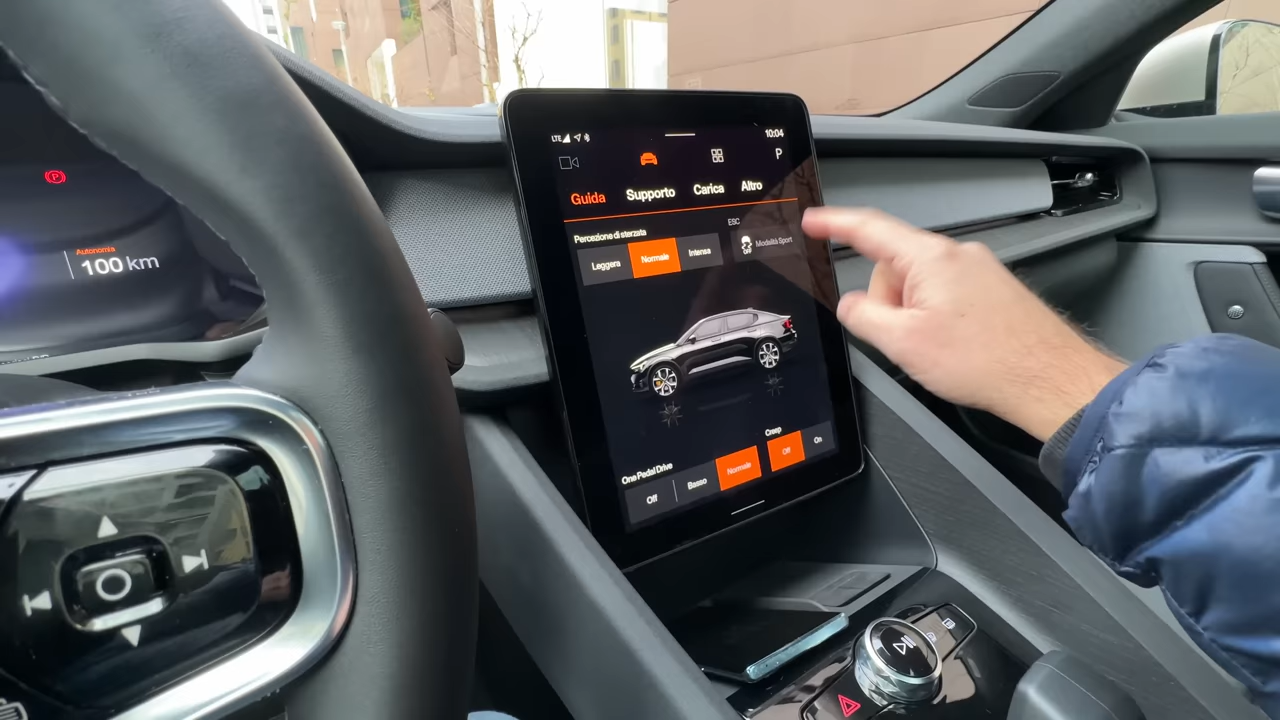 LTE
10:04
P
Guida Supporto Carica Altro
Percezione di sterzata
ESC
Leggera Normale Intensa
OFF Modalità Sport
P
Autonomia
100 km
One Pedal Drive
Creep
Off Basso Normale Off On